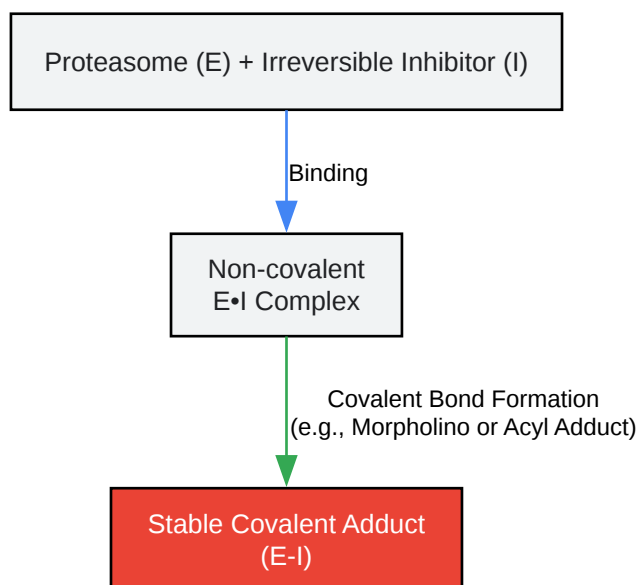 Proteasome (E) + Irreversible Inhibitor (I)
Binding
Non-covalent
E•I Complex
Covalent Bond Formation
(e.g., Morpholino or Acyl Adduct)
Stable Covalent Adduct
(E-I)